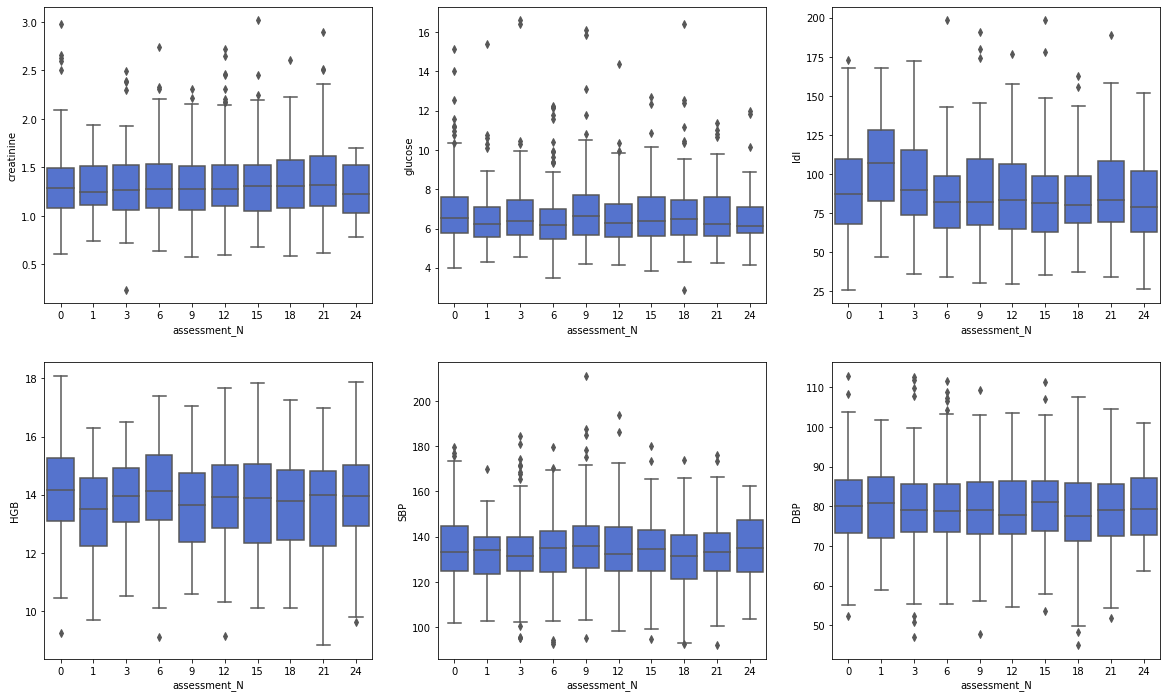 3.0
2.5
2.0
1.5
1.0
0.5
creatinine
0 1 3 6 9 12 15 18 21 24
assessment_N
16
14
12
10
8
6
4
glucose
0 1 3 6 9 12 15 18 21 24
assessment_N
200
175
150
125
100
75
50
25
ldl
0 1 3 6 9 12 15 18 21 24
assessment_N
18
16
14
12
10
HGB
0 1 3 6 9 12 15 18 21 24
assessment_N
200
180
160
140
120
100
SBP
0 1 3 6 9 12 15 18 21 24
assessment_N
110
100
90
80
70
60
50
DBP
0 1 3 6 9 12 15 18 21 24
assessment_N